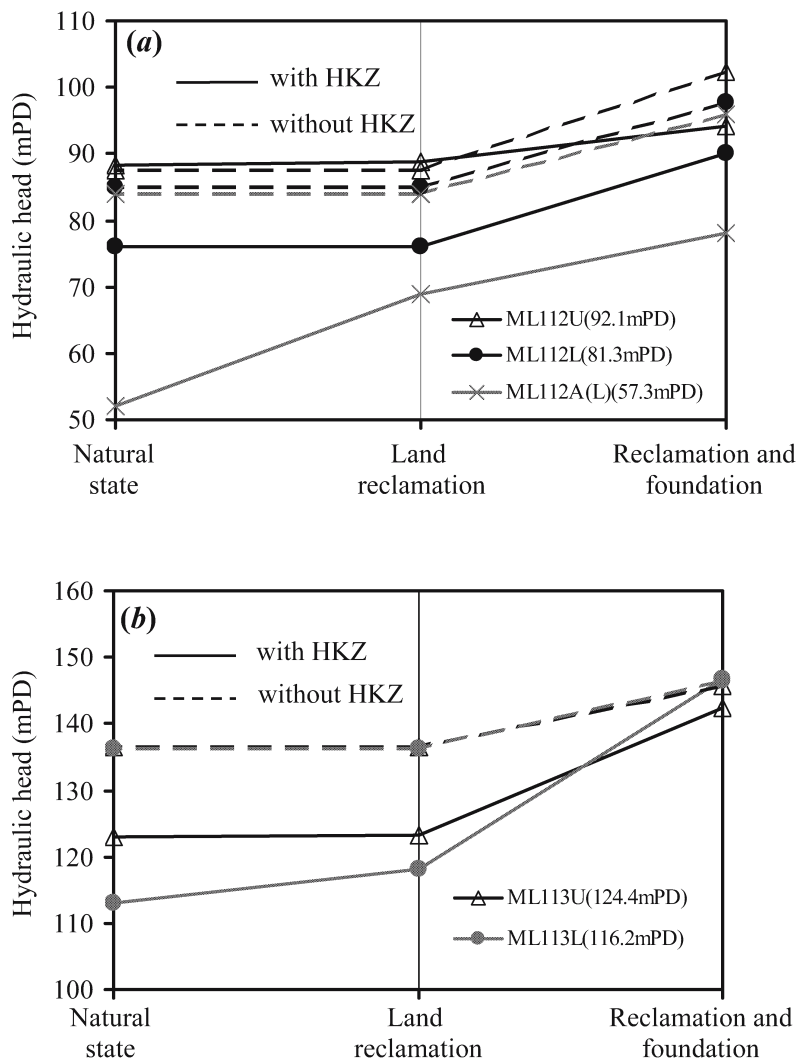 110
100
90
80
70
60
50
Hydraulic head (mPD)
(a)
with HKZ
without HKZ
ML112U(92.1mPD)
ML112L(81.3mPD)
ML112A(L)(57.3mPD)
Natural
state
Land
reclamation
Reclamation and
foundation
160
150
140
130
120
110
100
Hydraulic head (mPD)
(b)
with HKZ
without HKZ
ML113U(124.4mPD)
ML113L(116.2mPD)
Natural
state
Land
reclamation
Reclamation and
foundation